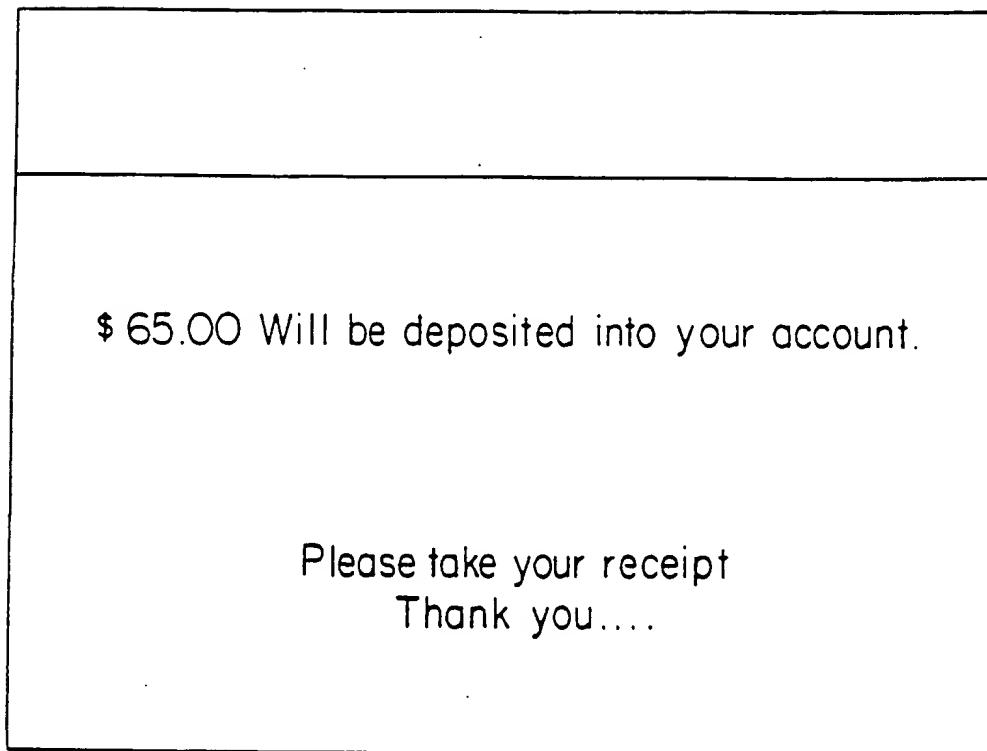 $ 65.00 Will be deposited into your account.
Please take your receipt
Thank you....